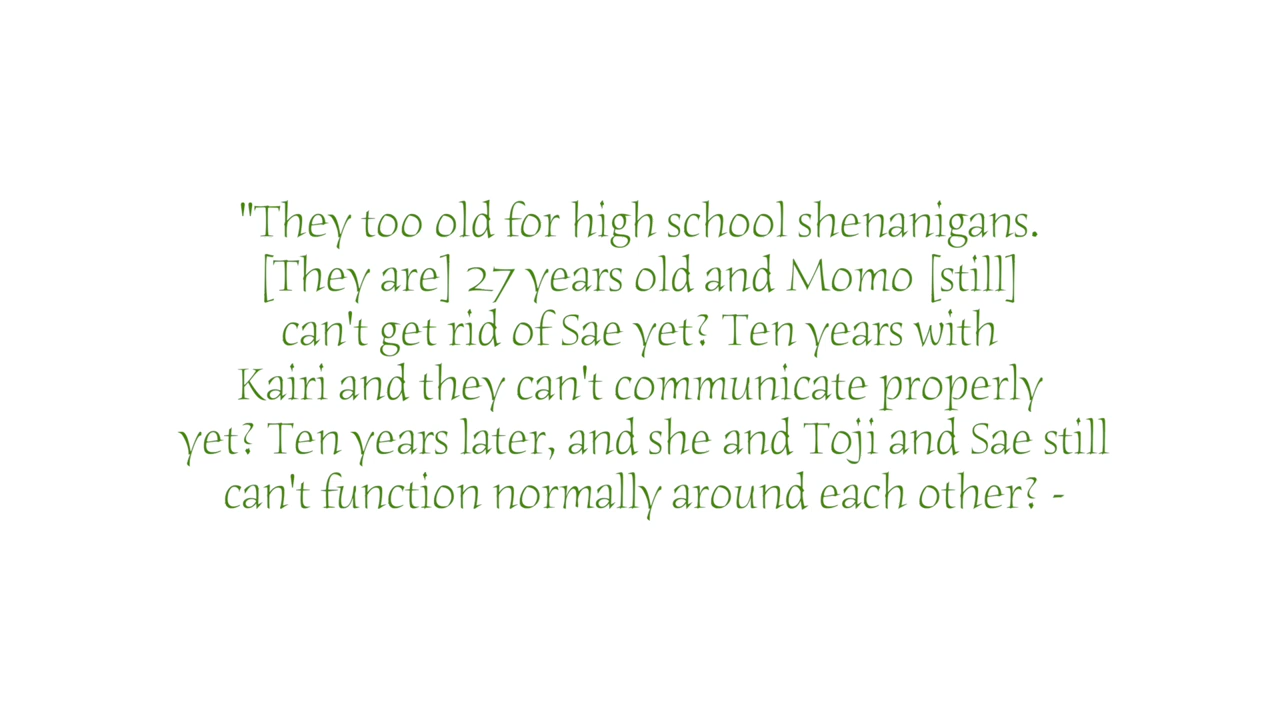 "They too old for high school shenanigans.
[They are] 27 years old and Momo [still]
can't get rid of Sae yet? Ten years with
Kairi and they can't communicate properly
yet? Ten years later, and she and Toji and Sae still
can't function normally around each other? -